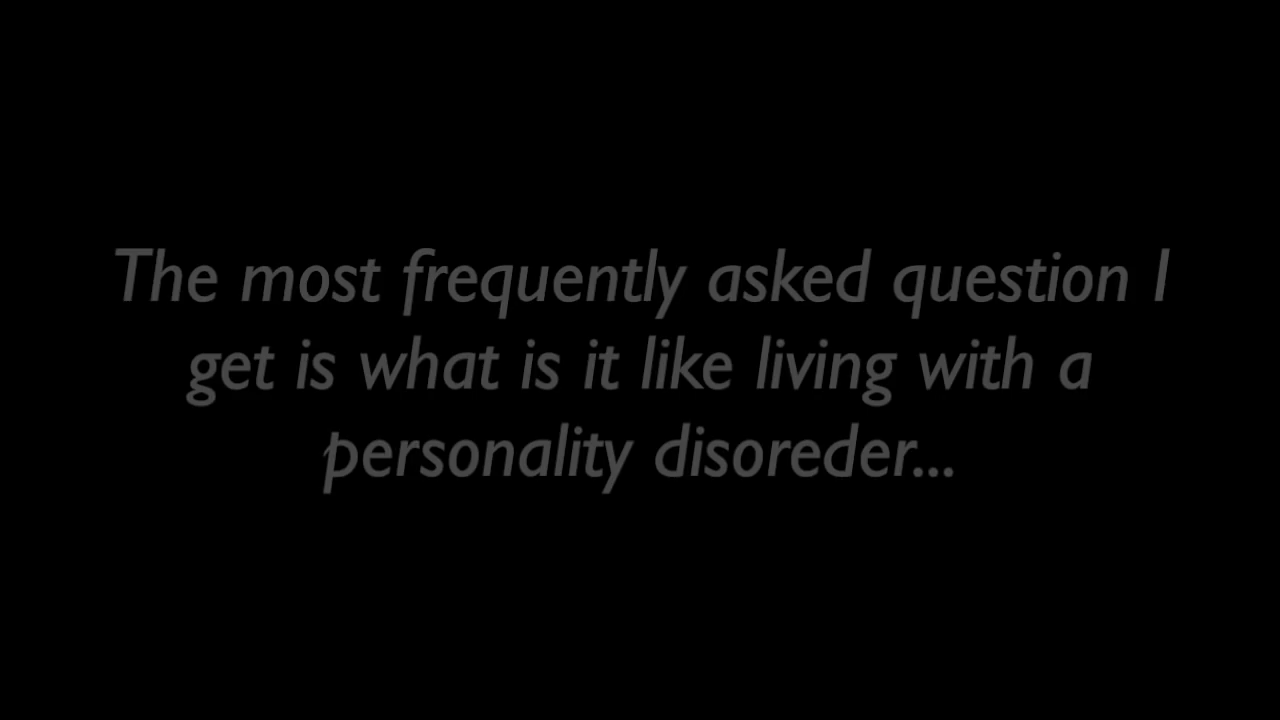 The most frequently asked question I
get is what is it like living with a
personality disoreder...